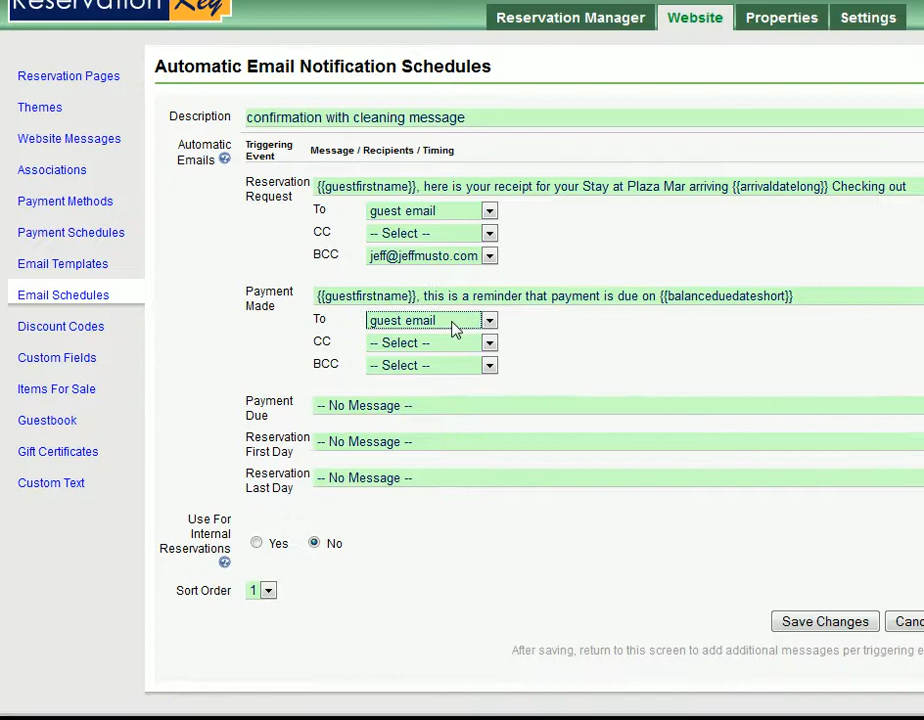 Reservation Key
Reservation Manager Website Properties Settings
Automatic Email Notification Schedules
Reservation Pages
Themes
Website Messages
Associations
Payment Methods
Payment Schedules
Email Templates
Email Schedules
Discount Codes
Custom Fields
Items For Sale
Guestbook
Gift Certificates
Custom Text
Description confirmation with cleaning message
Automatic
Emails
Triggering
Event
Message / Recipients / Timing
Reservation
Request
{{guestfirstname}}, here is your receipt for your Stay at Plaza Mar arriving {{arrivaldatelong}} Checking out
To guest email
CC -- Select --
BCC jeff@jeffmusto.com
Payment
Made
{{guestfirstname}}, this is a reminder that payment is due on {{balanceduedateshort}}
To guest email
CC -- Select --
BCC -- Select --
Payment
Due
-- No Message --
Reservation
First Day
-- No Message --
Reservation
Last Day
-- No Message --
Use For
Internal
Reservations
Yes No
Sort Order 1
Save Changes Canc
After saving, return to this screen to add additional messages per triggering e